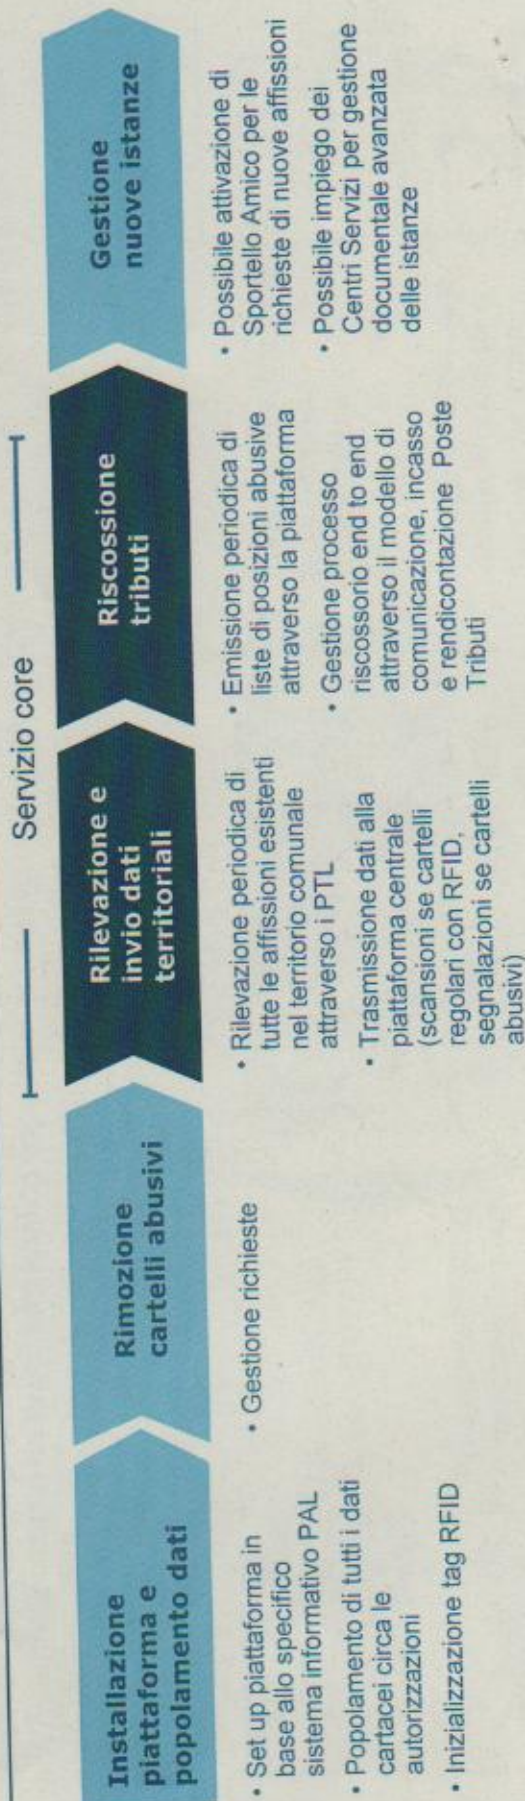 Servizio core
Installazione
piattaforma e
popolamento dati
• Set up piattaforma in
base allo specifico
sistema informativo PAL
• Popolamento di tutti i dati
cartacei circa le
autorizzazioni
• Inizializzazione tag RFID
Rimozione
cartelli abusivi
• Gestione richieste
Rilevazione e
invio dati
territoriali
• Rilevazione periodica di
tutte le affissioni esistenti
nel territorio comunale
attraverso i PTL
• Trasmissione dati alla
piattaforma centrale
(scansioni se cartelli
regolari con RFID,
segnalazioni se cartelli
abusivi)
Riscossione
tributi
• Emissione periodica di
liste di posizioni abusive
attraverso la piattaforma
• Gestione processo
riscossorio end to end
attraverso il modello di
comunicazione, incasso
e rendicontazione Poste
Tributi
Gestione
nuove istanze
• Possibile attivazione di
Sportello Amico per le
richieste di nuove affissioni
• Possibile impiego dei
Centri Servizi per gestione
documentale avanzata
delle istanze